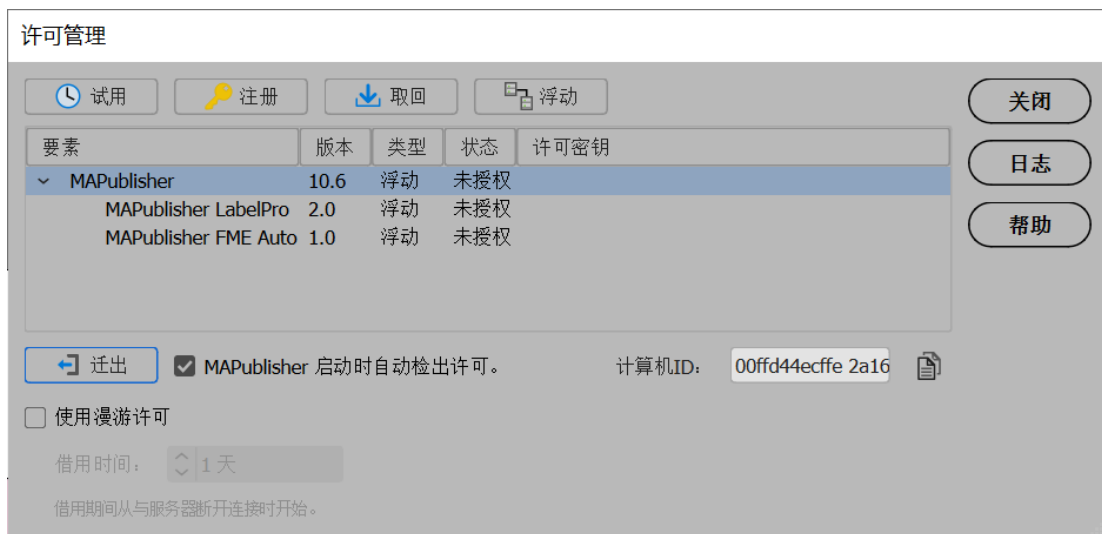 许可管理
试用 注册 取回 浮动 关闭
要素 版本 类型 状态 许可密钥
日志
MAPublisher 10.6 浮动 未授权
MAPublisher LabelPro 2.0 浮动 未授权
帮助
MAPublisher FME Auto 1.0 浮动 未授权
迁出 MAPublisher 启动时自动检出许可。 计算机ID: 00ffd44ecffe 2a16
使用漫游许可
借用时间: 1 天
借用期间从与服务器断开连接时开始。